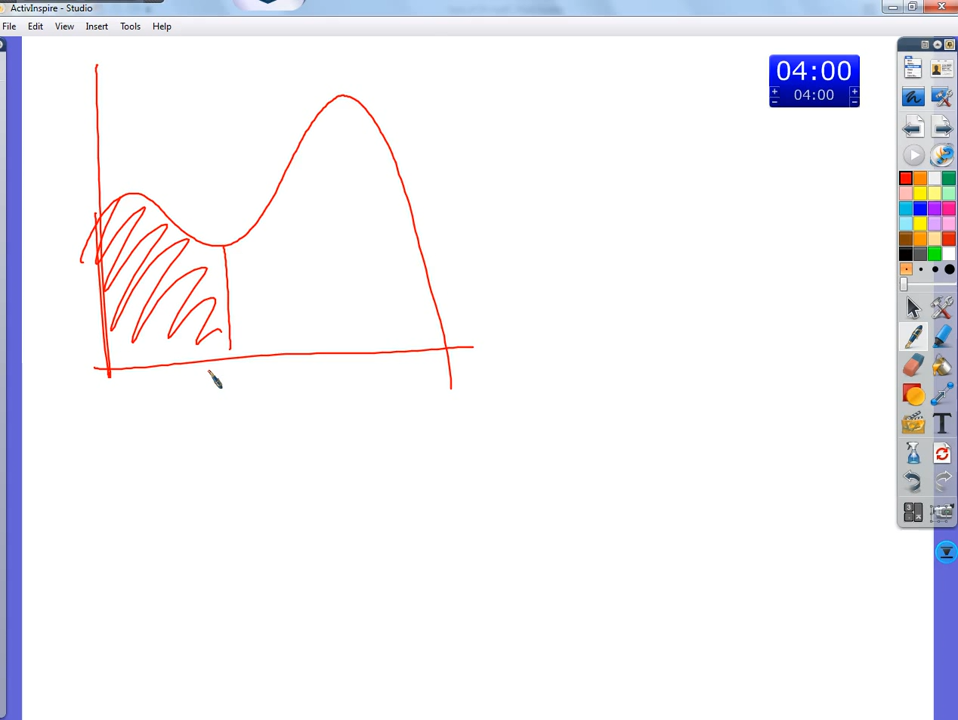 ActivInspire - Studio
File Edit View Insert Tools Help
04:00
04:00
T